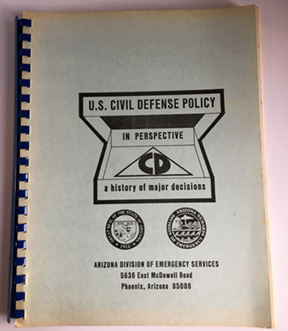 U.S. CIVIL DEFENSE POLICY
IN PERSPECTIVE
CD
a history of major decisions
1912
ARIZONA DIVISION OF EMERGENCY SERVICES
5636 East McDowell Road
Phoenix, Arizona 85008